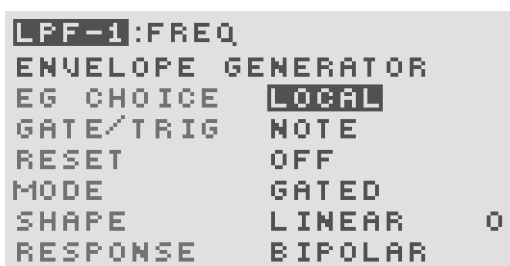 LPF-1:FREQ
ENVELOPE GENERATOR
EG CHOICE LOCAL
GATE/TRIG NOTE
RESET OFF
MODE GATED
SHAPE LINEAR 0
RESPONSE BIPOLAR